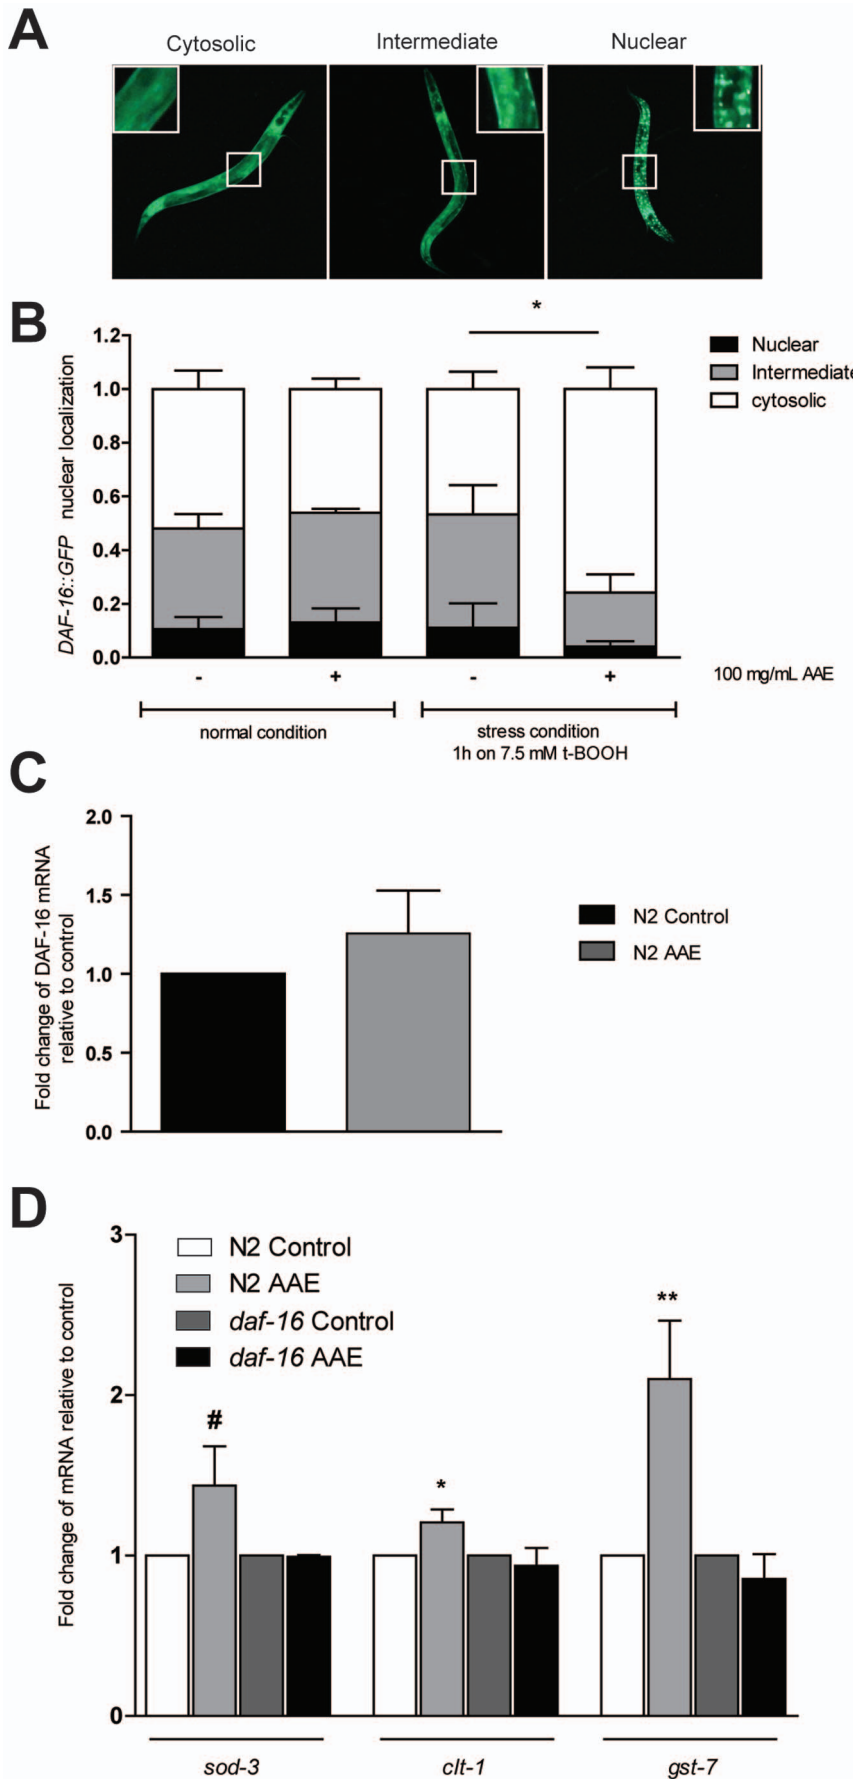 A
Cytosolic Intermediate Nuclear
B
*
1.2
1.0
0.8
0.6
0.4
0.2
0.0
DAF-16::GFP nuclear localization
Nuclear
Intermediate
cytosolic
- + - + 100 mg/mL AAE
normal condition
stress condition
1h on 7.5 mM t-BOOH
C
2.0
1.5
1.0
0.5
0.0
Fold change of DAF-16 mRNA
relative to control
N2 Control
N2 AAE
D
3
2
1
0
Fold change of mRNA relative to control
N2 Control
N2 AAE
daf-16 Control
daf-16 AAE
#
*
**
sod-3 clt-1 gst-7